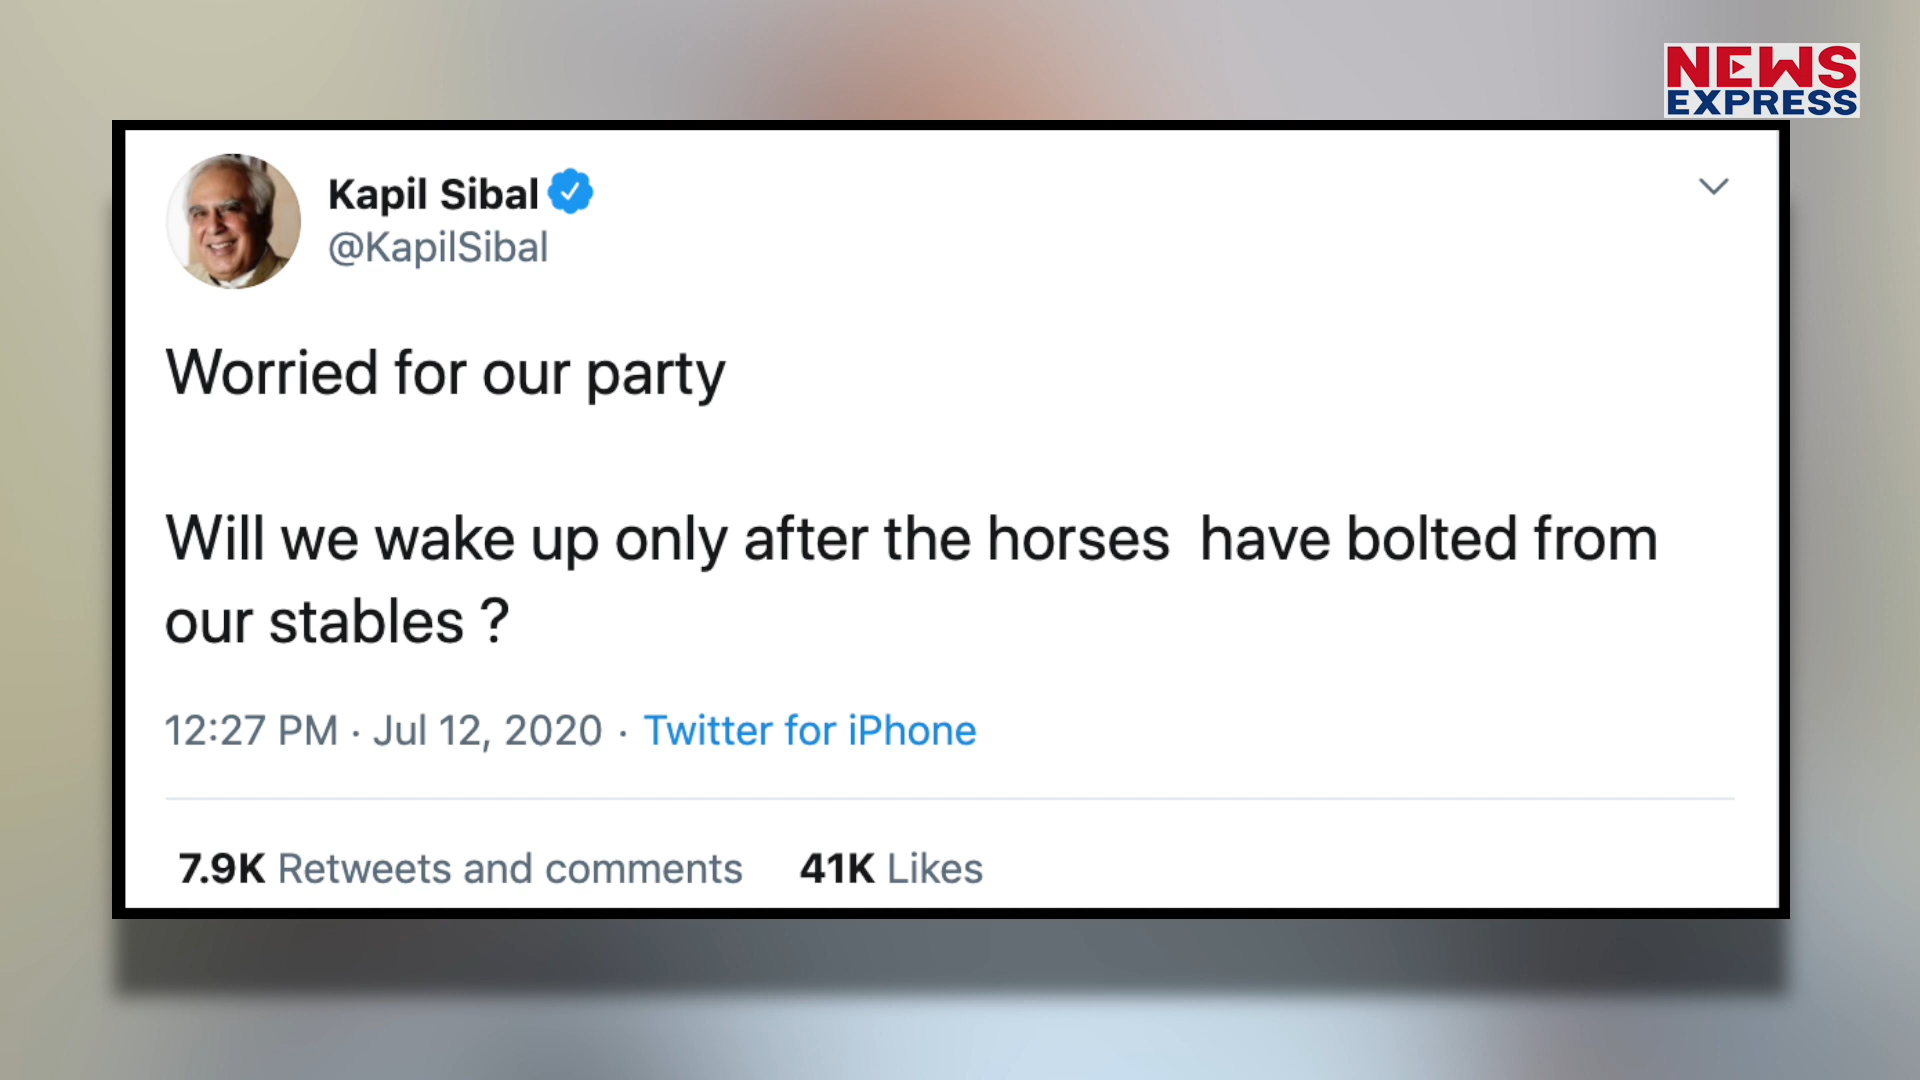 NEWS
EXPRESS
Kapil Sibal
@KapilSibal
Worried for our party
Will we wake up only after the horses  have bolted from
our stables ?
12:27 PM · Jul 12, 2020 · Twitter for iPhone
7.9K Retweets and comments 41K Likes